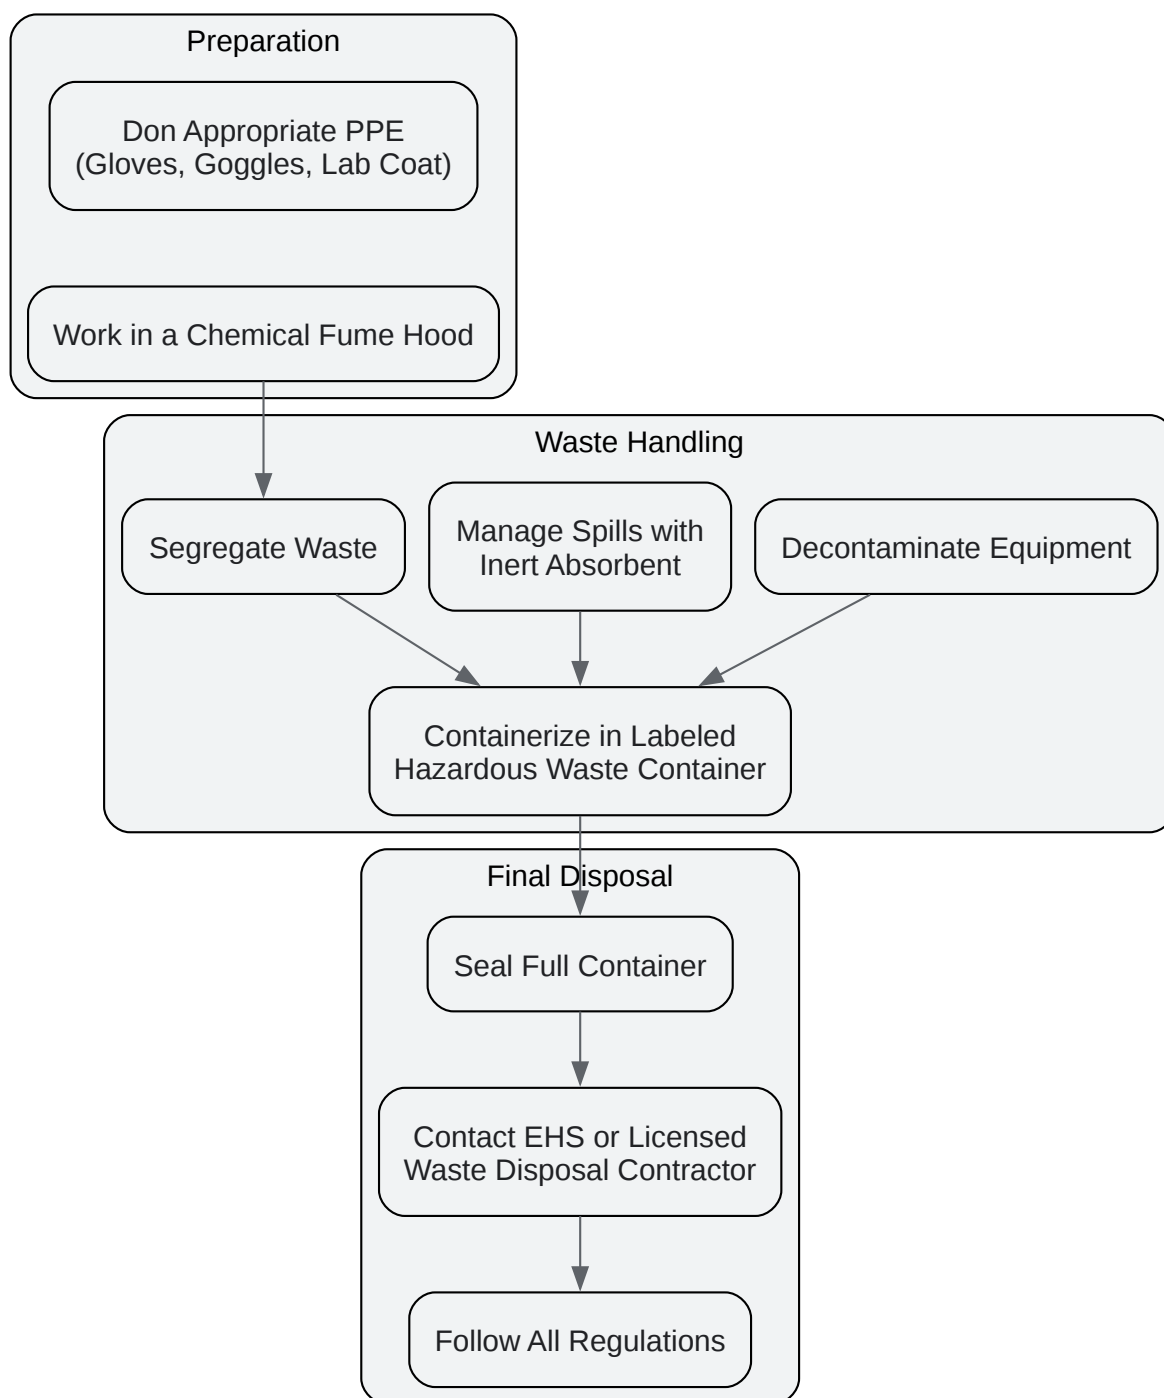 Preparation
Don Appropriate PPE
(Gloves, Goggles, Lab Coat)
Work in a Chemical Fume Hood
Waste Handling
Segregate Waste
Manage Spills with
Inert Absorbent
Decontaminate Equipment
Containerize in Labeled
Hazardous Waste Container
Final Disposal
Seal Full Container
Contact EHS or Licensed
Waste Disposal Contractor
Follow All Regulations